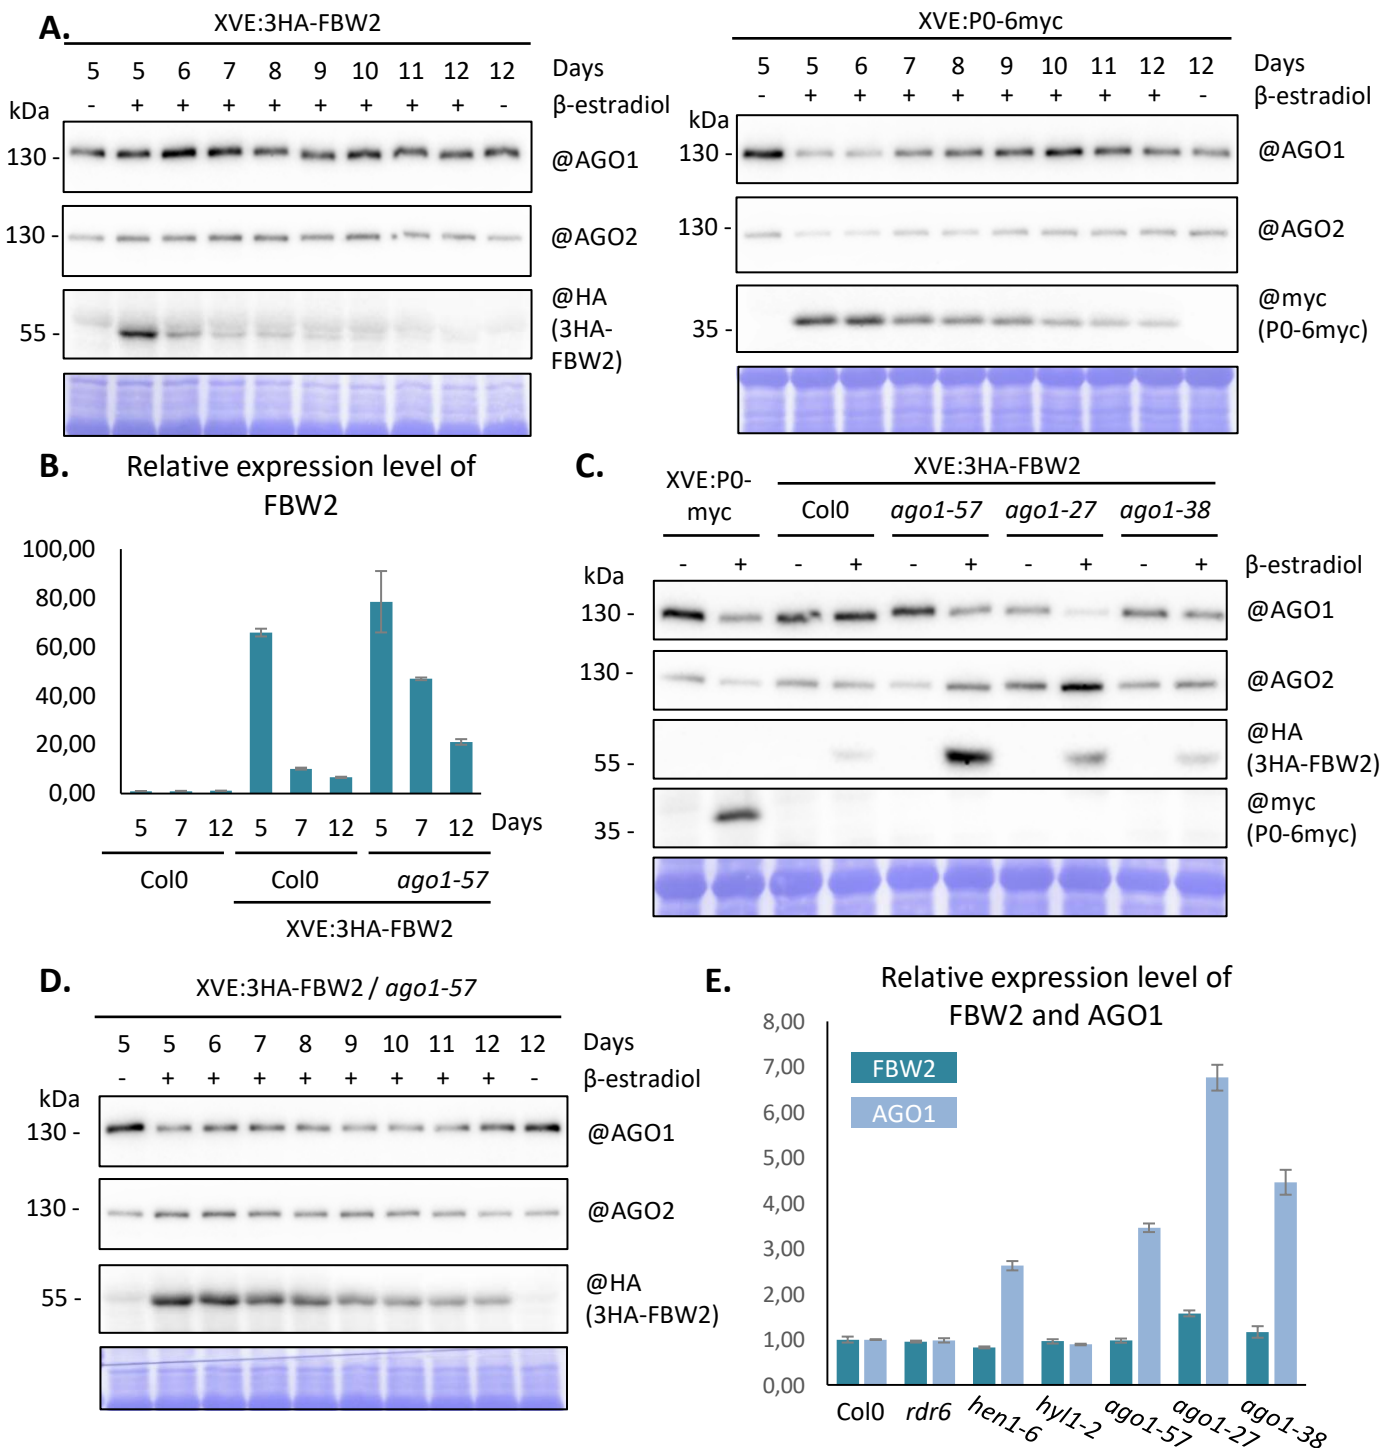 A.
XVE:3HA-FBW2
5 5 6 7 8 9 10 11 12 12 Days
- + + + + + + + + - β-estradiol
kDa
130 - @AGO1
130 - @AGO2
55 - @HA
(3HA-
FBW2)
XVE:P0-6myc
5 5 6 7 8 9 10 11 12 12 Days
- + + + + + + + + - β-estradiol
kDa
130 - @AGO1
130 - @AGO2
35 - @myc
(P0-6myc)
B.
Relative expression level of
FBW2
100,00
80,00
60,00
40,00
20,00
0,00
5 7 12 5 7 12 5 7 12 Days
Col0 Col0 ago1-57
XVE:3HA-FBW2
C.
XVE:P0-
myc
XVE:3HA-FBW2
Col0 ago1-57 ago1-27 ago1-38
- + - + - + - + - + β-estradiol
kDa
130 - @AGO1
130 - @AGO2
55 - @HA
(3HA-FBW2)
35 - @myc
(P0-6myc)
D.
XVE:3HA-FBW2 / ago1-57
5 5 6 7 8 9 10 11 12 12 Days
- + + + + + + + + - β-estradiol
kDa
130 - @AGO1
130 - @AGO2
55 - @HA
(3HA-FBW2)
E.
Relative expression level of
FBW2 and AGO1
8,00
7,00
6,00
5,00
4,00
3,00
2,00
1,00
0,00
FBW2
AGO1
Col0 rdr6 hen1-6 hyl1-2 ago1-57 ago1-27 ago1-38